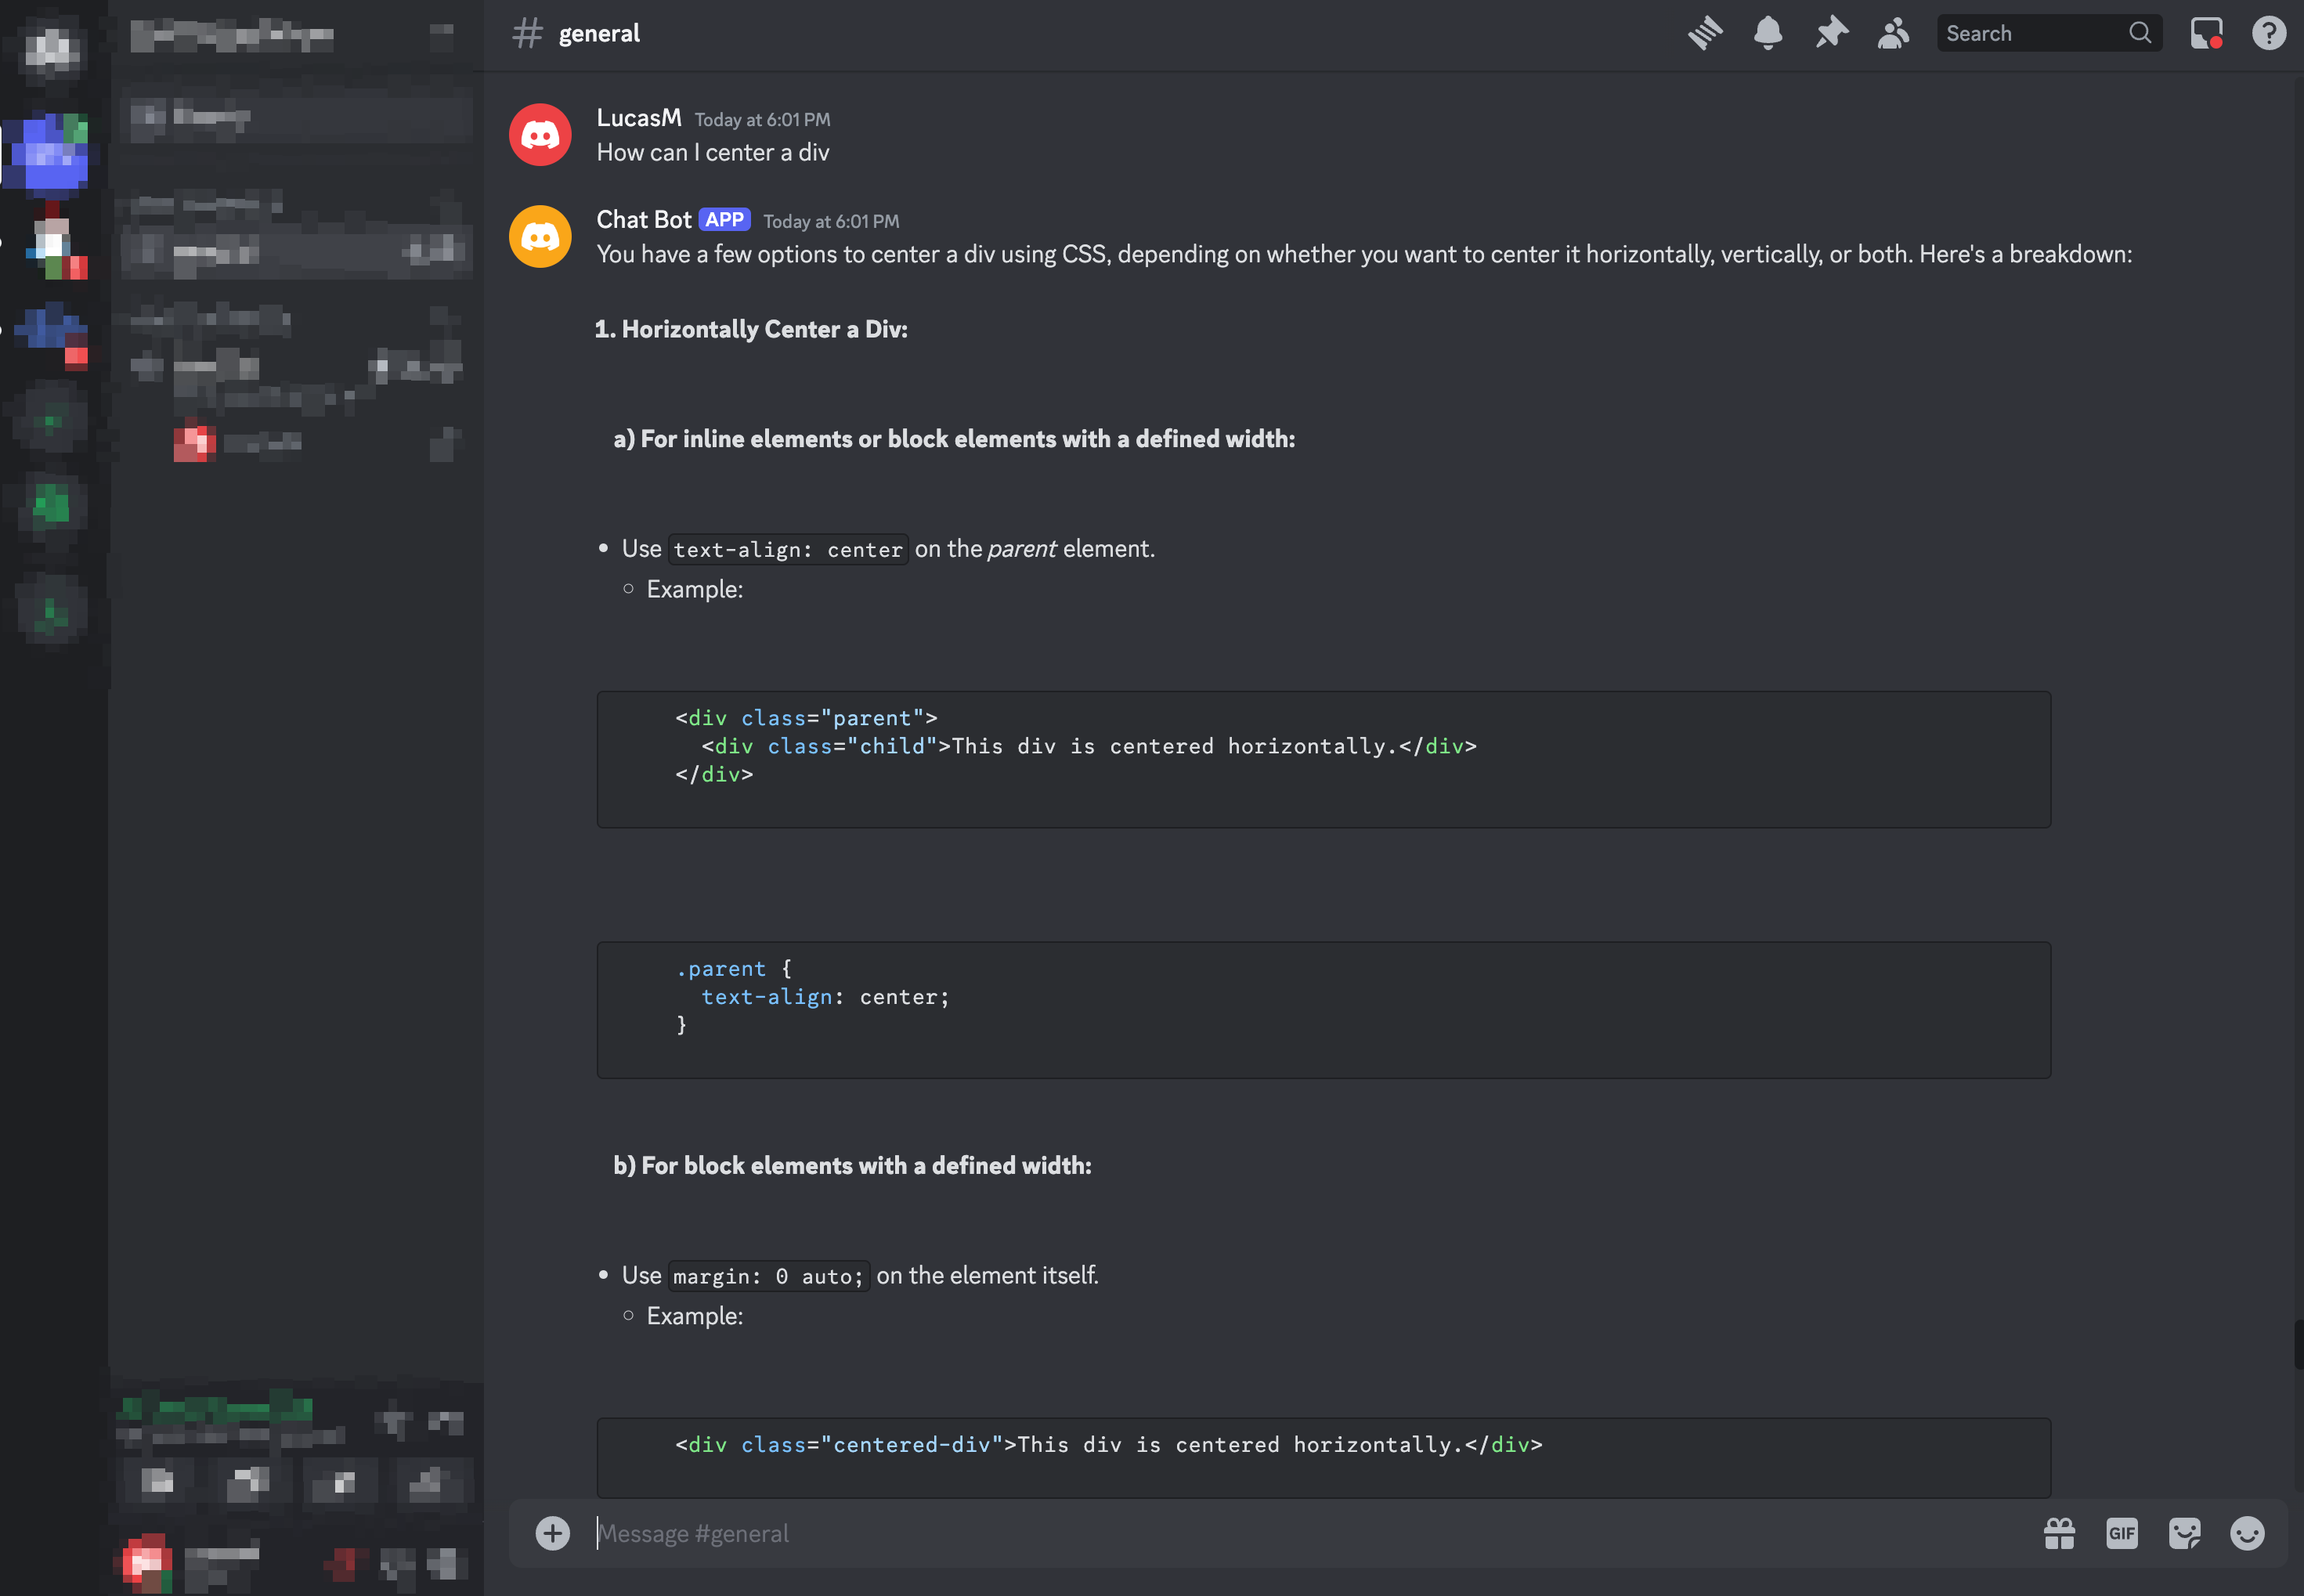 general
Search
LucasM Today at 6:01 PM
How can I center a div
Chat Bot APP Today at 6:01 PM
You have a few options to center a div using CSS, depending on whether you want to center it horizontally, vertically, or both. Here's a breakdown:
1. Horizontally Center a Div:
a) For inline elements or block elements with a defined width:
• Use text-align: center on the parent element.
○ Example:
<div class="parent">
  <div class="child">This div is centered horizontally.</div>
</div>
.parent {
  text-align: center;
}
b) For block elements with a defined width:
• Use margin: 0 auto; on the element itself.
○ Example:
<div class="centered-div">This div is centered horizontally.</div>
Message #general
GIF